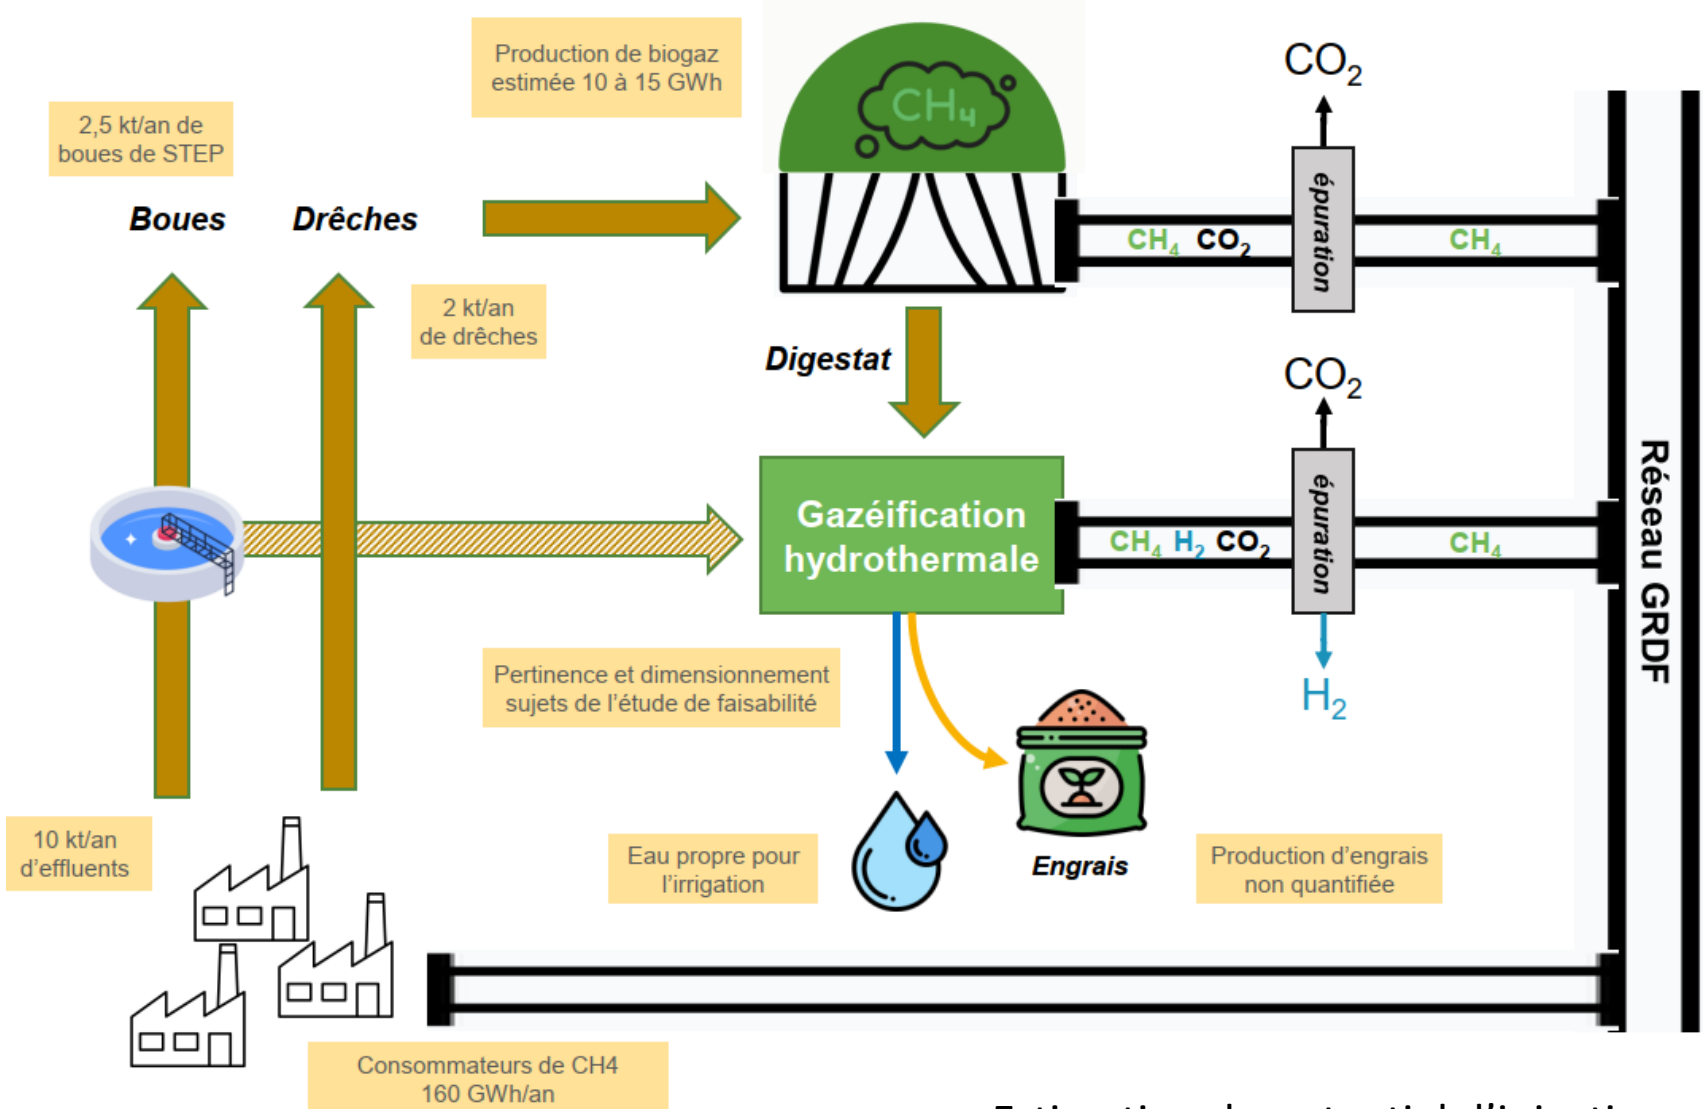 Production de biogaz
estimée 10 à 15 GWh
CH4
CO2
2,5 kt/an de
boues de STEP
Boues
Drêches
épuration
CH4 CO2
CH4
2 kt/an
de drêches
Digestat
CO2
Réseau GRDF
Gazéification
hydrothermale
épuration
CH4 H2 CO2
CH4
Pertinence et dimensionnement
sujets de l'étude de faisabilité
H2
10 kt/an
d'effluents
Eau propre pour
l'irrigation
Engrais
Production d'engrais
non quantifiée
Consommateurs de CH4
160 GWh/an